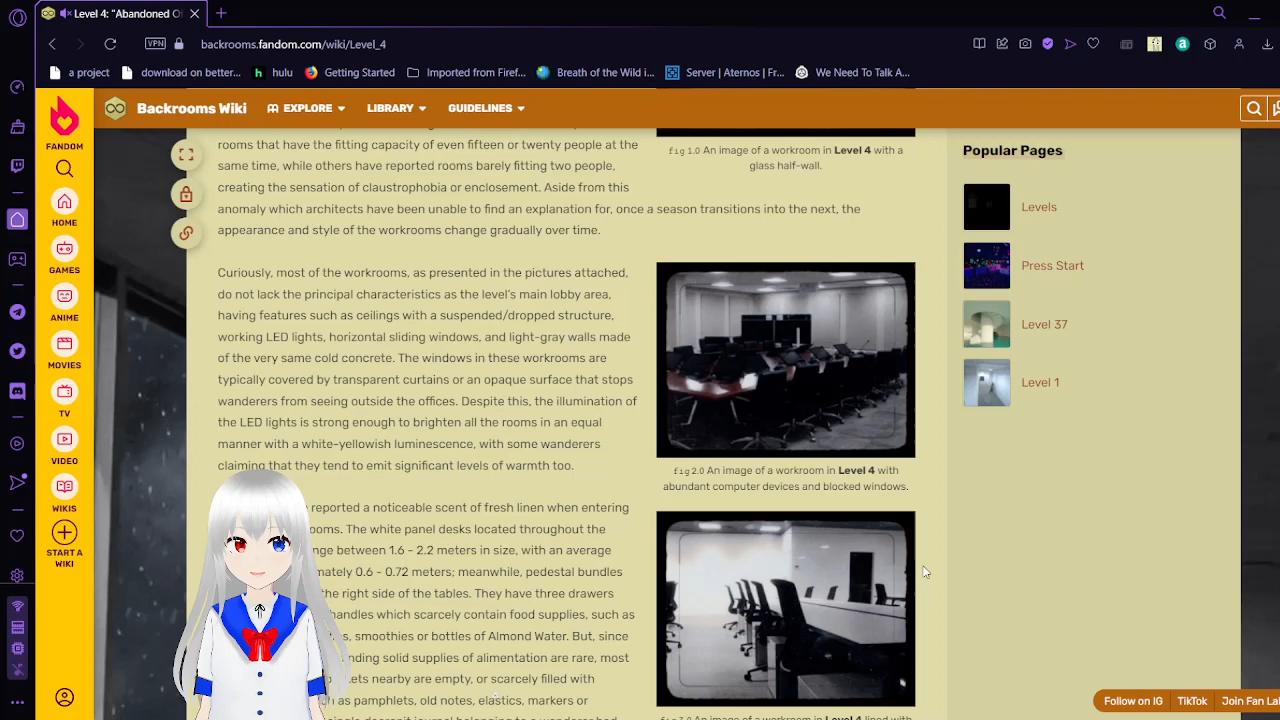 Level 4: "Abandoned O
VPN
backrooms.fandom.com/wiki/Level_4
a project
download on better...
hulu
Getting Started
Imported from Firef...
Breath of the Wild i...
Server | Aternos | Fr...
We Need To Talk A...
FANDOM
HOME
GAMES
ANIME
MOVIES
TV
VIDEO
WIKIS
START A
WIKI
Backrooms Wiki
EXPLORE
LIBRARY
GUIDELINES
rooms that have the fitting capacity of even fifteen or twenty people at the
same time, while others have reported rooms barely fitting two people,
creating the sensation of claustrophobia or enclosement. Aside from this
anomaly which architects have been unable to find an explanation for, once a season transitions into the next, the
appearance and style of the workrooms change gradually over time.
fig 1.0 An image of a workroom in Level 4 with a
glass half-wall.
Curiously, most of the workrooms, as presented in the pictures attached,
do not lack the principal characteristics as the level's main lobby area,
having features such as ceilings with a suspended/dropped structure,
working LED lights, horizontal sliding windows, and light-gray walls made
of the very same cold concrete. The windows in these workrooms are
typically covered by transparent curtains or an opaque surface that stops
wanderers from seeing outside the offices. Despite this, the illumination of
the LED lights is strong enough to brighten all the rooms in an equal
manner with a white-yellowish luminescence, with some wanderers
claiming that they tend to emit significant levels of warmth too.
fig 2.0 An image of a workroom in Level 4 with
abundant computer devices and blocked windows.
reported a noticeable scent of fresh linen when entering
ooms. The white panel desks located throughout the
nge between 1.6 - 2.2 meters in size, with an average
mately 0.6 - 0.72 meters; meanwhile, pedestal bundles
the right side of the tables. They have three drawers
handles which scarcely contain food supplies, such as
s, smoothies or bottles of Almond Water. But, since
nding solid supplies of alimentation are rare, most
ets nearby are empty, or scarcely filled with
h as pamphlets, old notes, elastics, markers or
Popular Pages
Levels
Press Start
Level 37
Level 1
Follow on IG
TikTok
Join Fan La